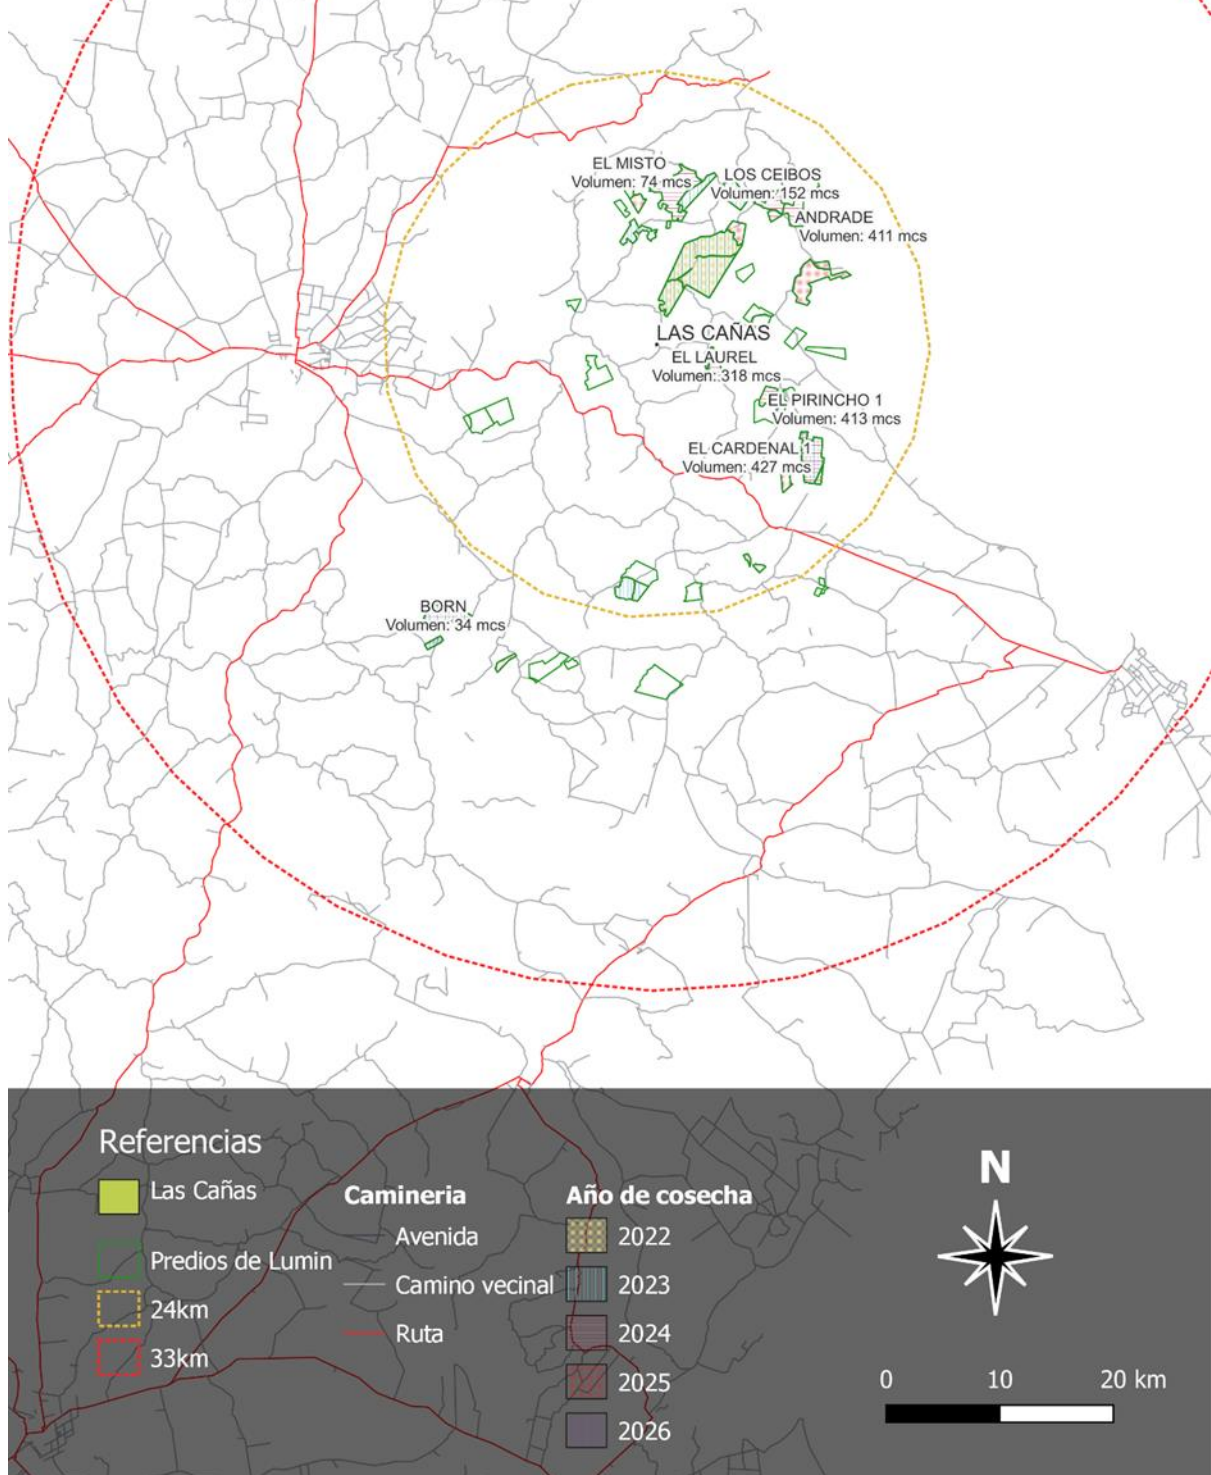 EL MISTO
Volumen: 74 mcs
LOS CEIBOS
Volumen: 152 mcs
ANDRADE
Volumen: 411 mcs
LAS CAÑAS
EL LAUREL
Volumen: 318 mcs
EL PIRINCHO 1
Volumen: 413 mcs
EL CARDENAL 1
Volumen: 427 mcs
BORN
Volumen: 34 mcs
Referencias
Las Cañas
Predios de Lumin
24km
33km
Camineria
Avenida
Camino vecinal
Ruta
Año de cosecha
2022
2023
2024
2025
2026
N
0 10 20 km